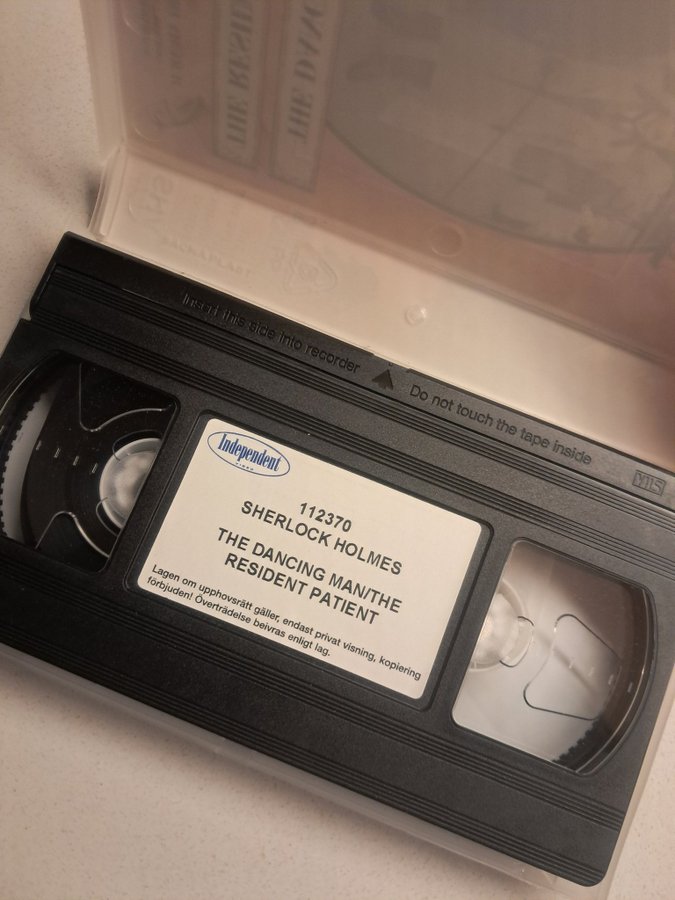 Insert this side into recorder
Do not touch the tape inside
VHS
Independent
VIDEO
112370
SHERLOCK HOLMES
THE DANCING MAN/THE
RESIDENT PATIENT
Lagen om upphovsrätt gäller, endast privat visning, kopiering
förbjuden! Överträdelse beivras enligt lag.